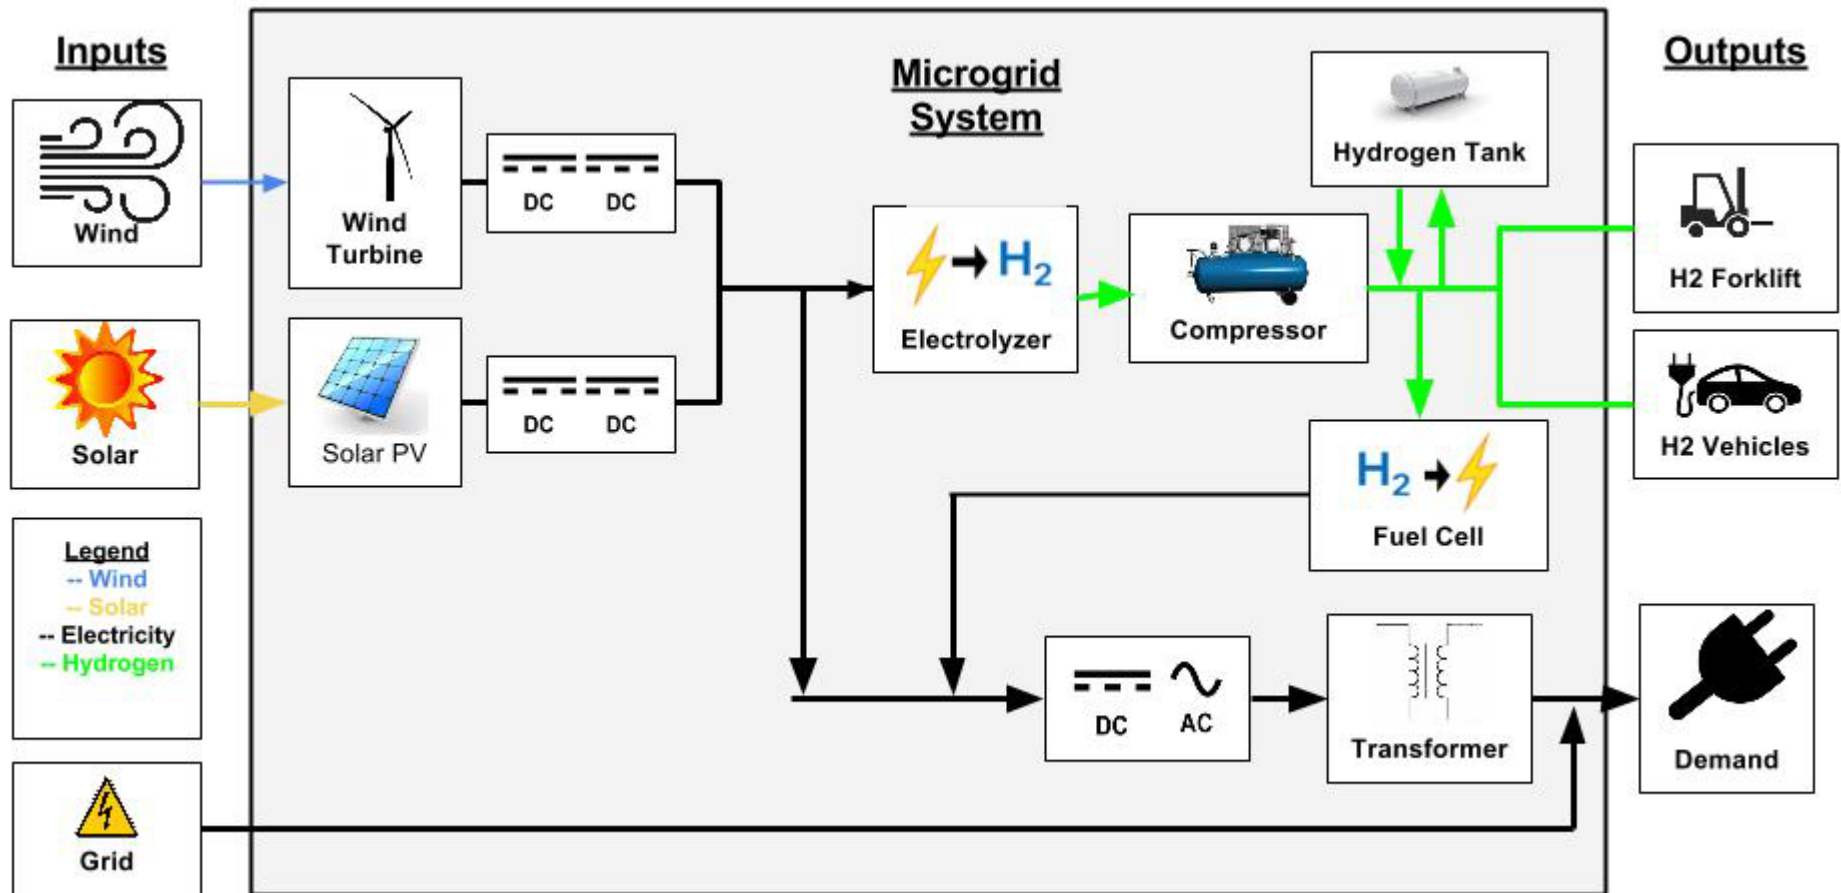 Inputs
Microgrid
System
Outputs
Wind
Wind
Turbine
DC DC
Hydrogen Tank
H2 Forklift
H2
Electrolyzer
Compressor
Solar
Solar PV
DC DC
H2 Vehicles
H2
Fuel Cell
Legend
-- Wind
-- Solar
-- Electricity
-- Hydrogen
DC AC
Transformer
Demand
Grid